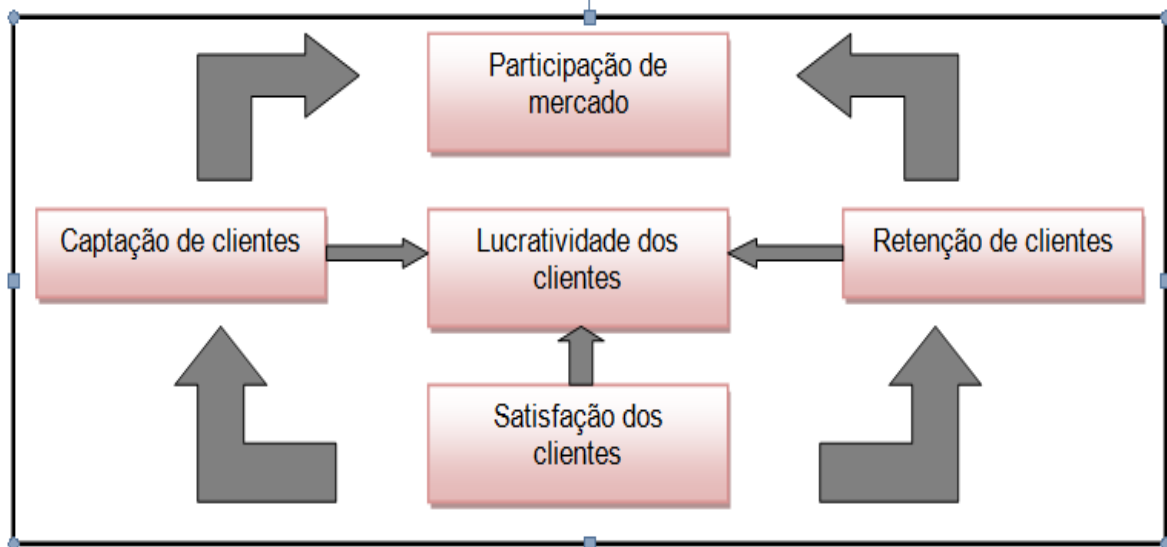 Participação de
mercado
Captação de clientes
Lucratividade dos
clientes
Retenção de clientes
Satisfação dos
clientes